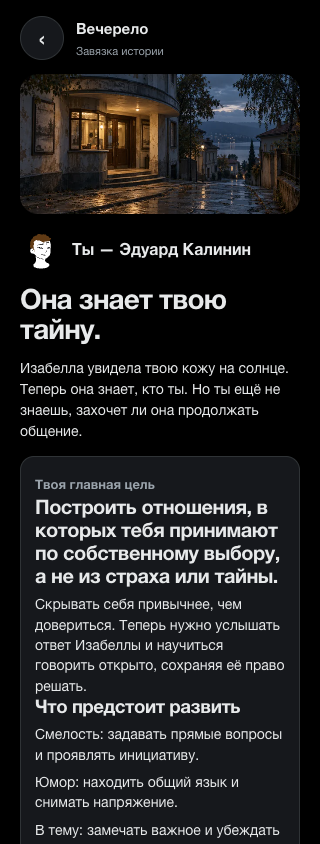 Вечерело
Завязка истории
Ты — Эдуард Калинин
Она знает твою
тайну.
Изабелла увидела твою кожу на солнце.
Теперь она знает, кто ты. Но ты ещё не
знаешь, захочет ли она продолжать
общение.
Твоя главная цель
Построить отношения, в
которых тебя принимают
по собственному выбору,
а не из страха или тайны.
Скрывать себя привычнее, чем
довериться. Теперь нужно услышать
ответ Изабеллы и научиться
говорить открыто, сохраняя её право
решать.
Что предстоит развить
Смелость: задавать прямые вопросы
и проявлять инициативу.
Юмор: находить общий язык и
снимать напряжение.
В тему: замечать важное и убеждать